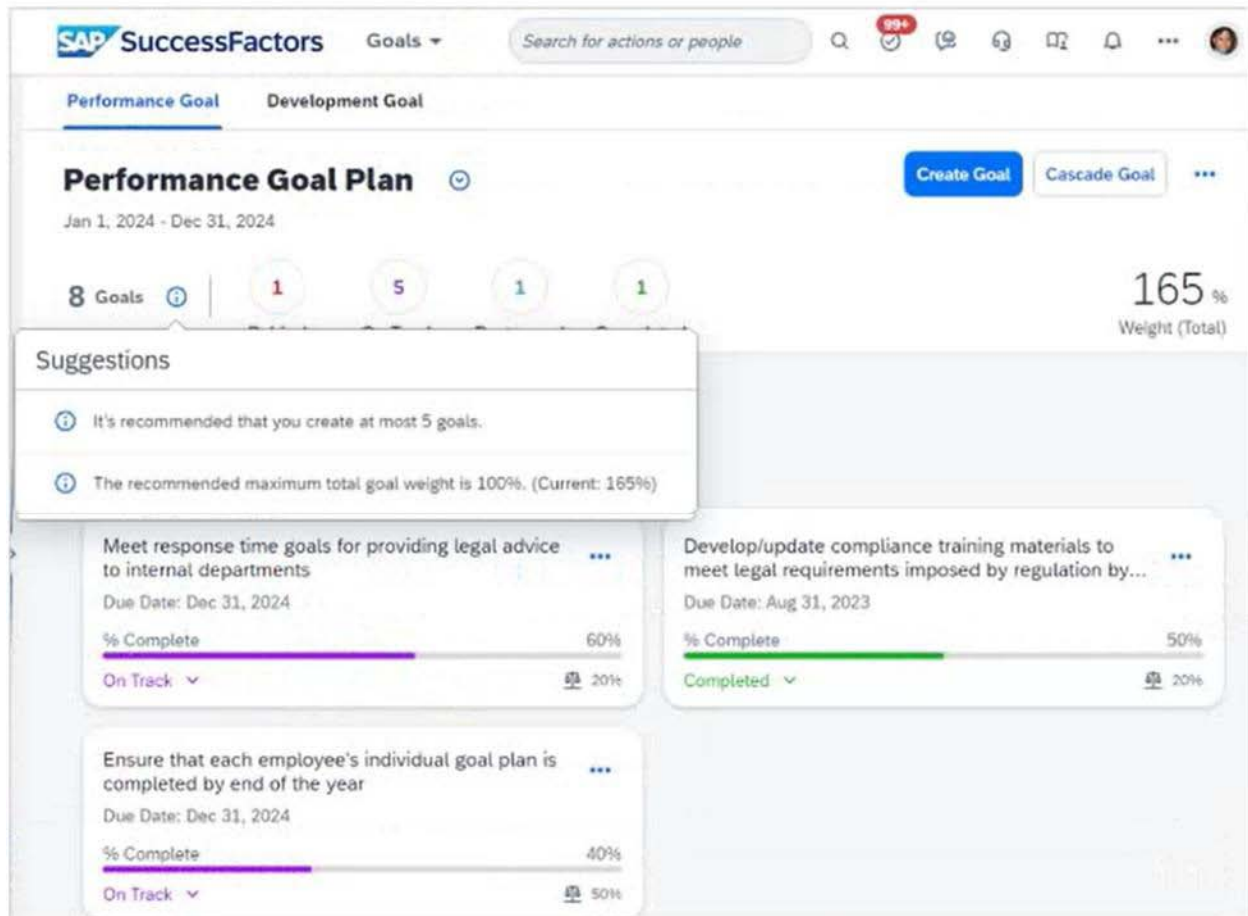 SAP SuccessFactors Goals Search for actions or people 99+
Performance Goal Development Goal
Performance Goal Plan Create Goal Cascade Goal
Jan 1, 2024 - Dec 31, 2024
8 Goals 1 5 1 1 165 %
Weight (Total)
Suggestions
It's recommended that you create at most 5 goals.
The recommended maximum total goal weight is 100%. (Current: 165%)
Meet response time goals for providing legal advice
to internal departments
Due Date: Dec 31, 2024
% Complete 60%
On Track 20%
Develop/update compliance training materials to
meet legal requirements imposed by regulation by...
Due Date: Aug 31, 2023
% Complete 50%
Completed 20%
Ensure that each employee's individual goal plan is
completed by end of the year
Due Date: Dec 31, 2024
% Complete 40%
On Track 50%